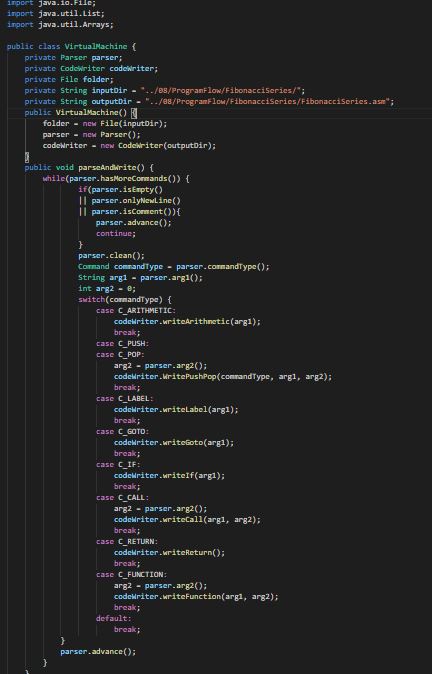 import java.io.File;
import java.util.List;
import java.util.Arrays;
public class VirtualMachine {
private Parser parser;
private CodeWriter codeWriter;
private File folder;
private String inputDir = "../08/ProgramFlow/FibonacciSeries/";
private String outputDir = "../08/ProgramFlow/FibonacciSeries/FibonacciSeries.asm";
public VirtualMachine() {
folder = new File(inputDir);
parser = new Parser();
codeWriter = new CodeWriter(outputDir);
}
public void parseAndWrite() {
while(parser.hasMoreCommands()) {
if(parser.isEmpty()
|| parser.onlyNewLine()
|| parser.isComment()){
parser.advance();
continue;
}
parser.clean();
Command commandType = parser.commandType();
String arg1 = parser.arg1();
int arg2 = 0;
switch(commandType) {
case C_ARITHMETIC:
codeWriter.writeArithmetic(arg1);
break;
case C_PUSH:
case C_POP:
arg2 = parser.arg2();
codeWriter.WritePushPop(commandType, arg1, arg2);
break;
case C_LABEL:
codeWriter.writeLabel(arg1);
break;
case C_GOTO:
codeWriter.writeGoto(arg1);
break;
case C_IF:
codeWriter.writeIf(arg1);
break;
case C_CALL:
arg2 = parser.arg2();
codeWriter.writeCall(arg1, arg2);
break;
case C_RETURN:
codeWriter.writeReturn();
break;
case C_FUNCTION:
arg2 = parser.arg2();
codeWriter.writeFunction(arg1, arg2);
break;
default:
break;
}
parser.advance();
}
}